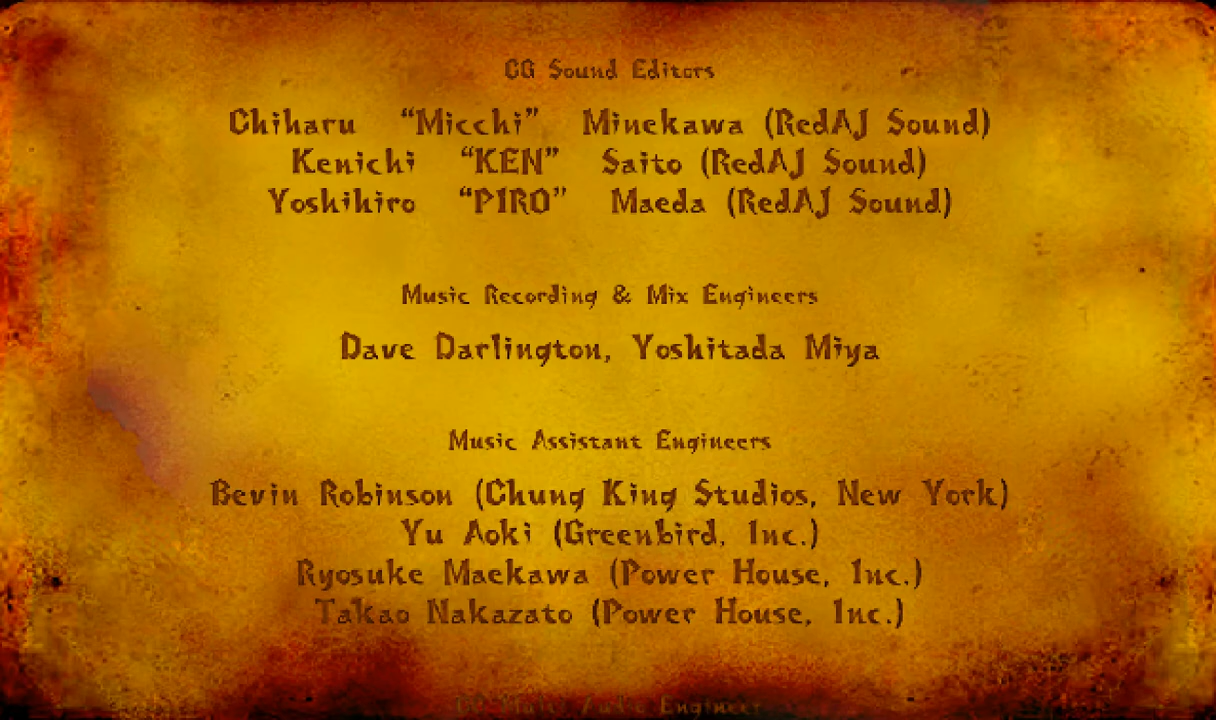 CG Sound Editors
Chiharu “Micchi” Minekawa (RedAJ Sound)
Kenichi “KEN” Saito (RedAJ Sound)
Yoshihiro “PIRO” Maeda (RedAJ Sound)
Music Recording & Mix Engineers
Dave Darlington, Yoshitada Miya
Music Assistant Engineers
Bevin Robinson (Chung King Studios, New York)
Yu Aoki (Greenbird, Inc.)
Ryosuke Maekawa (Power House, Inc.)
Takao Nakazato (Power House, Inc.)
Engineer